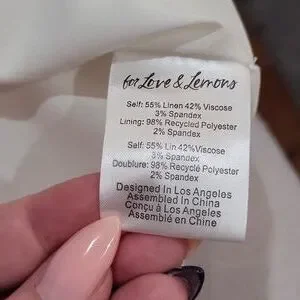 for Love & Lemons
Self: 55% Linen 42% Viscose
3% Spandex
Lining: 98% Recycled Polyester
2% Spandex
Self: 55% Lin 42%Viscose
3% Spandex
Doublure: 98% Recyclé Polyester
2% Spandex
Designed In Los Angeles
Assembled In China
Conçu à Los Angeles
Assemblé en Chine